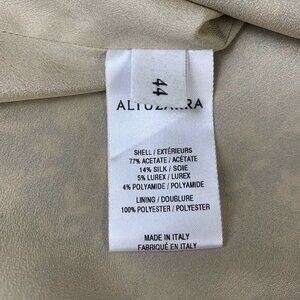 44
ALTUZARRA
SHELL / EXTÉRIEURS
77% ACETATE / ACÉTATE
14% SILK / SOIE
5% LUREX / LUREX
4% POLYAMIDE / POLYAMIDE
LINING / DOUBLURE
100% POLYESTER / POLYESTER
MADE IN ITALY
FABRIQUÉ EN ITALY